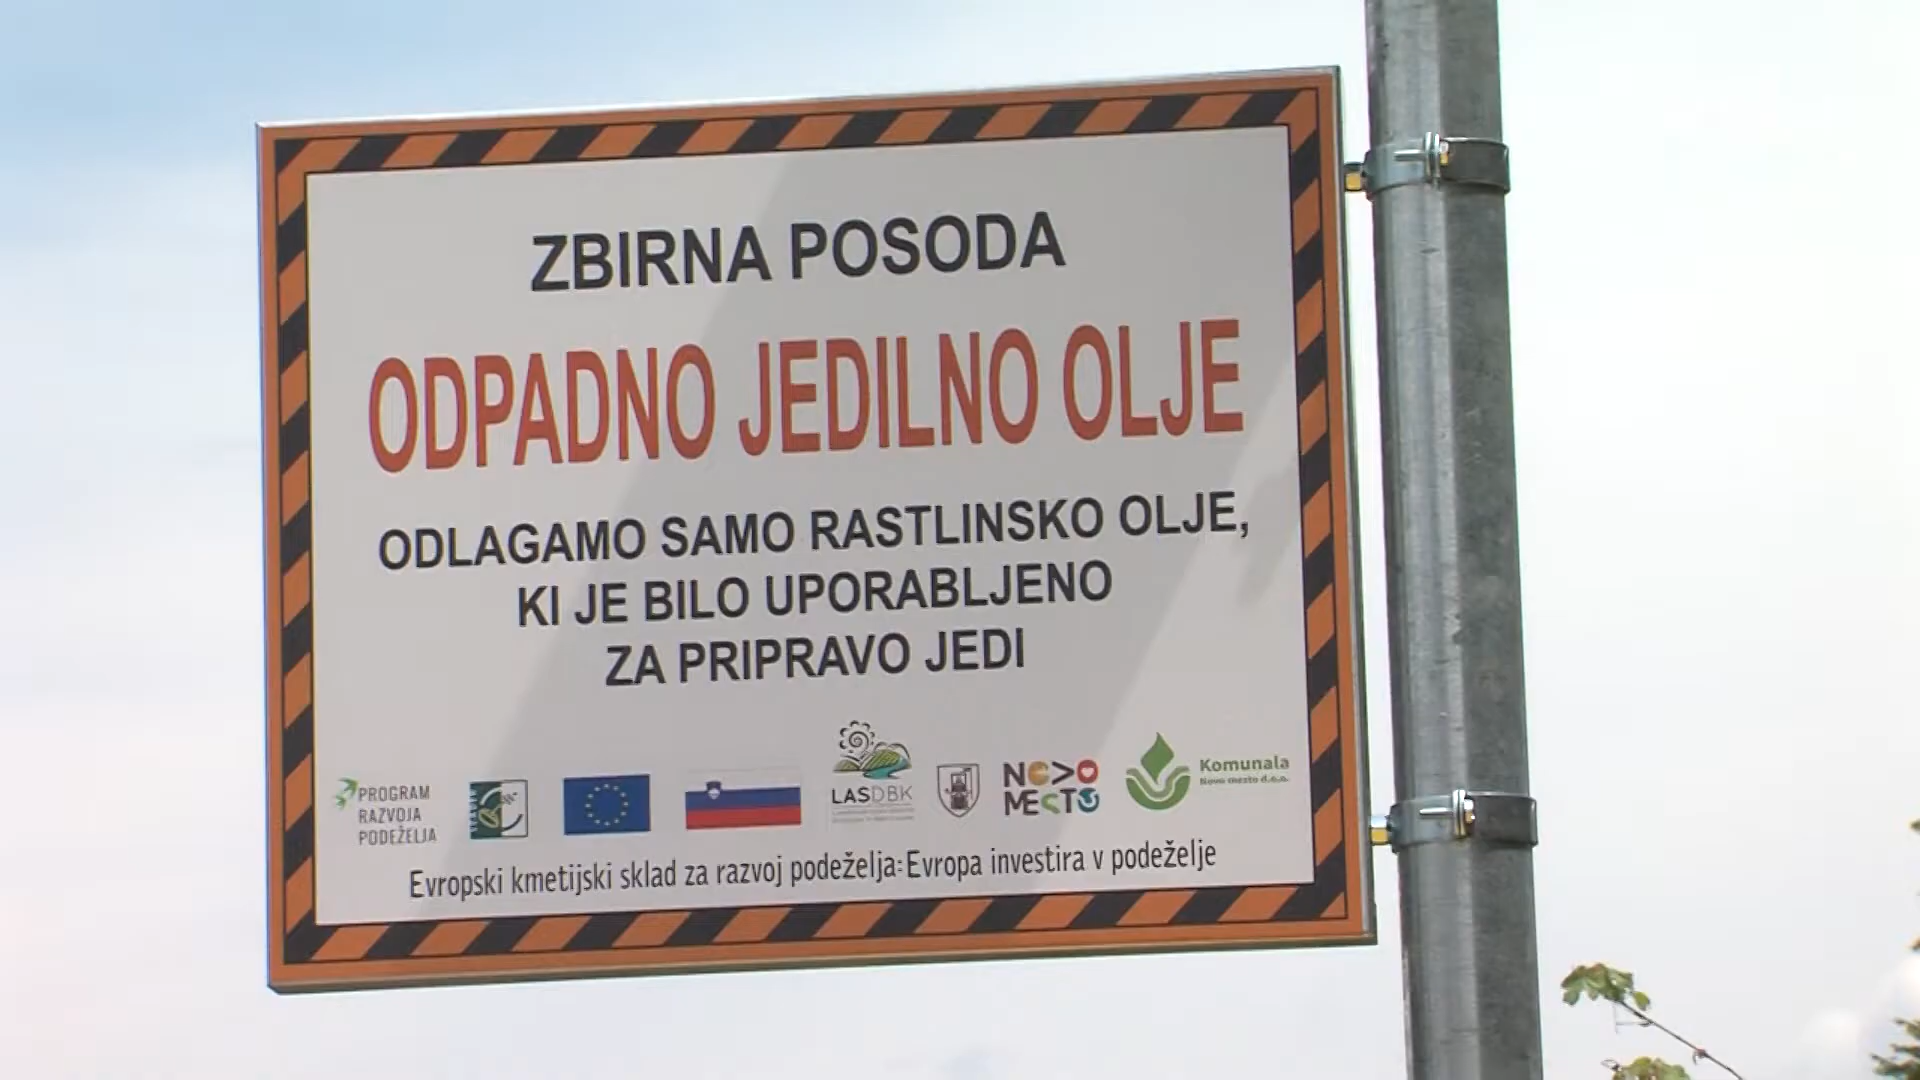 ZBIRNA POSODA
ODPADNO JEDILNO OLJE
ODLAGAMO SAMO RASTLINSKO OLJE,
KI JE BILO UPORABLJENO
ZA PRIPRAVO JEDI
PROGRAM
RAZVOJA
PODEŽELJA
LASDBK
NOVO
MESTO
Komunala
Novo mesto d.o.o.
Evropski kmetijski sklad za razvoj podeželja: Evropa investira v podeželje